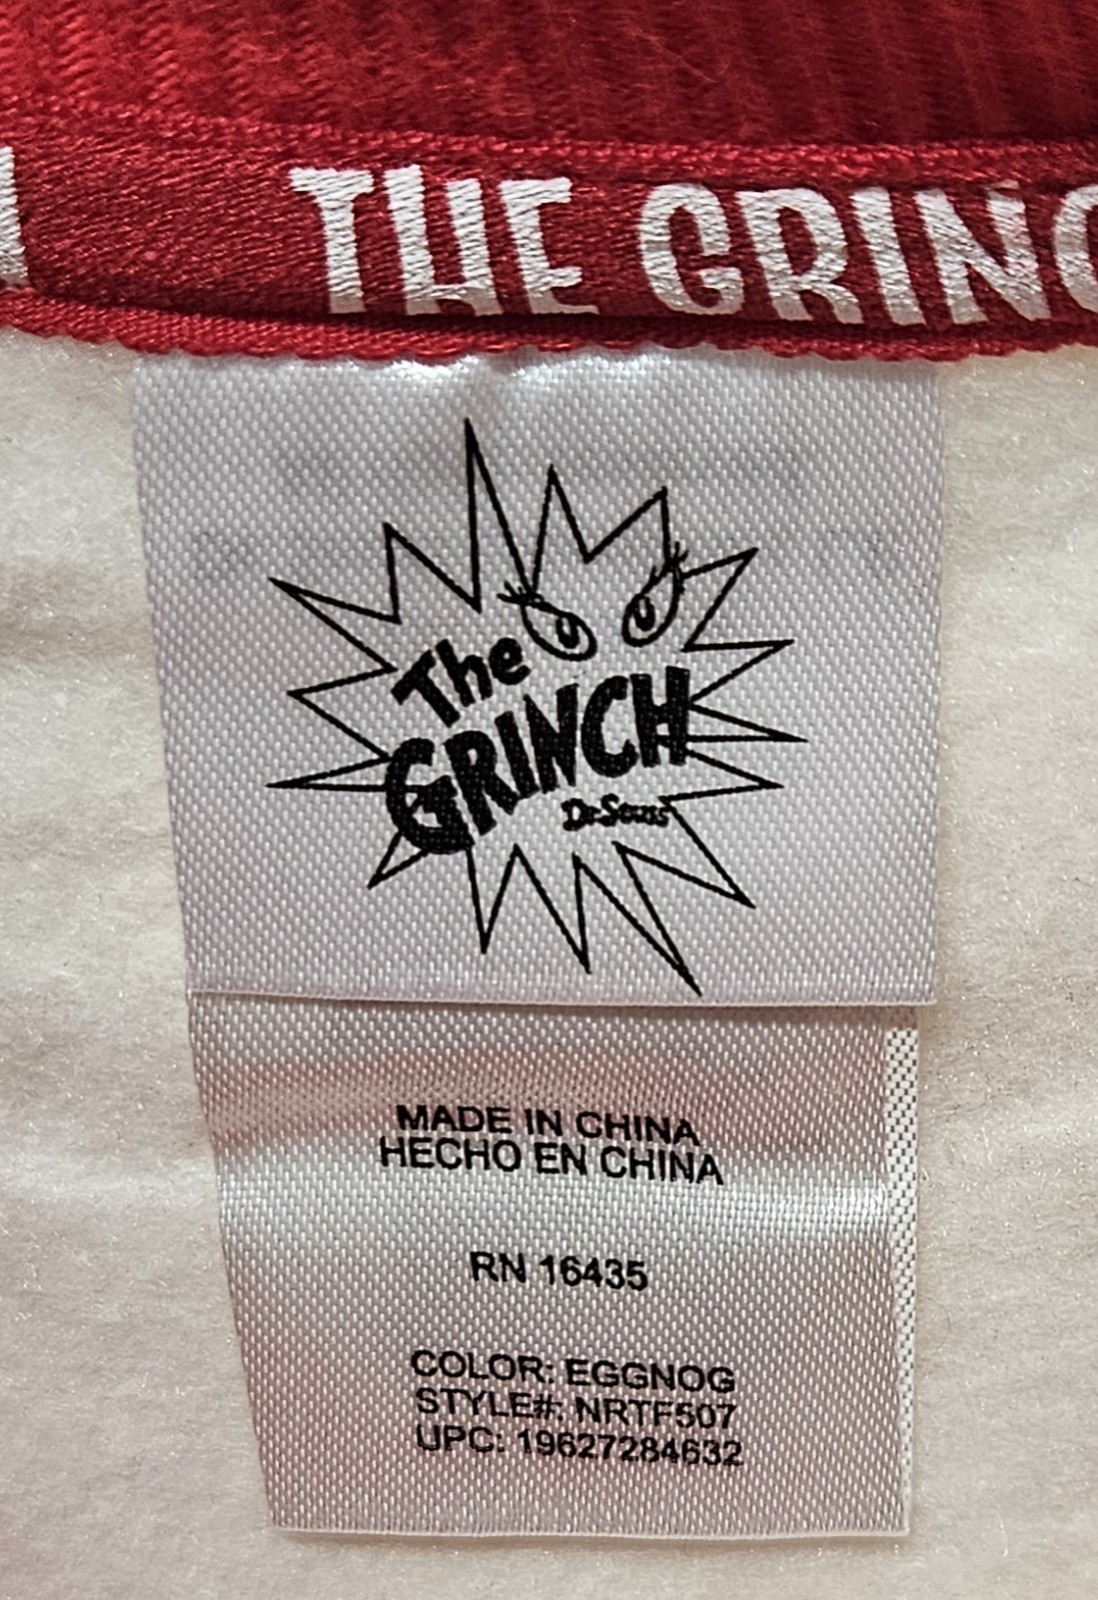 THE GRINC
The
GRINCH
Dr. Seuss
MADE IN CHINA
HECHO EN CHINA
RN 16435
COLOR: EGGNOG
STYLE#: NRTF507
UPC: 19627284632